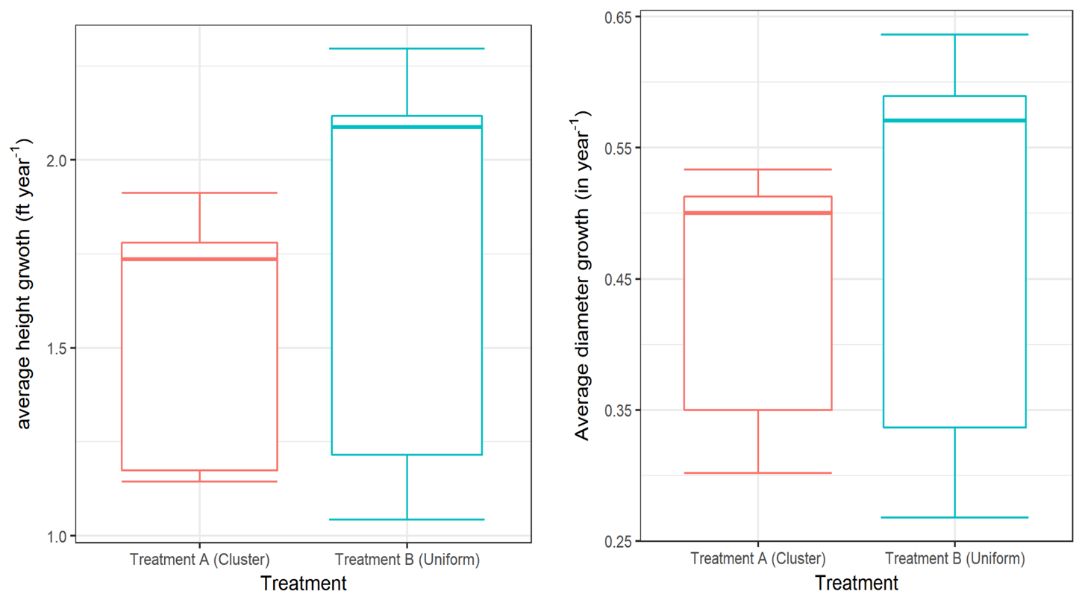 average height grwoth (ft year-1)
2.0
1.5
1.0
Treatment A (Cluster) Treatment B (Uniform)
Treatment
Average diameter growth (in year-1)
0.65
0.55
0.45
0.35
0.25
Treatment A (Cluster) Treatment B (Uniform)
Treatment